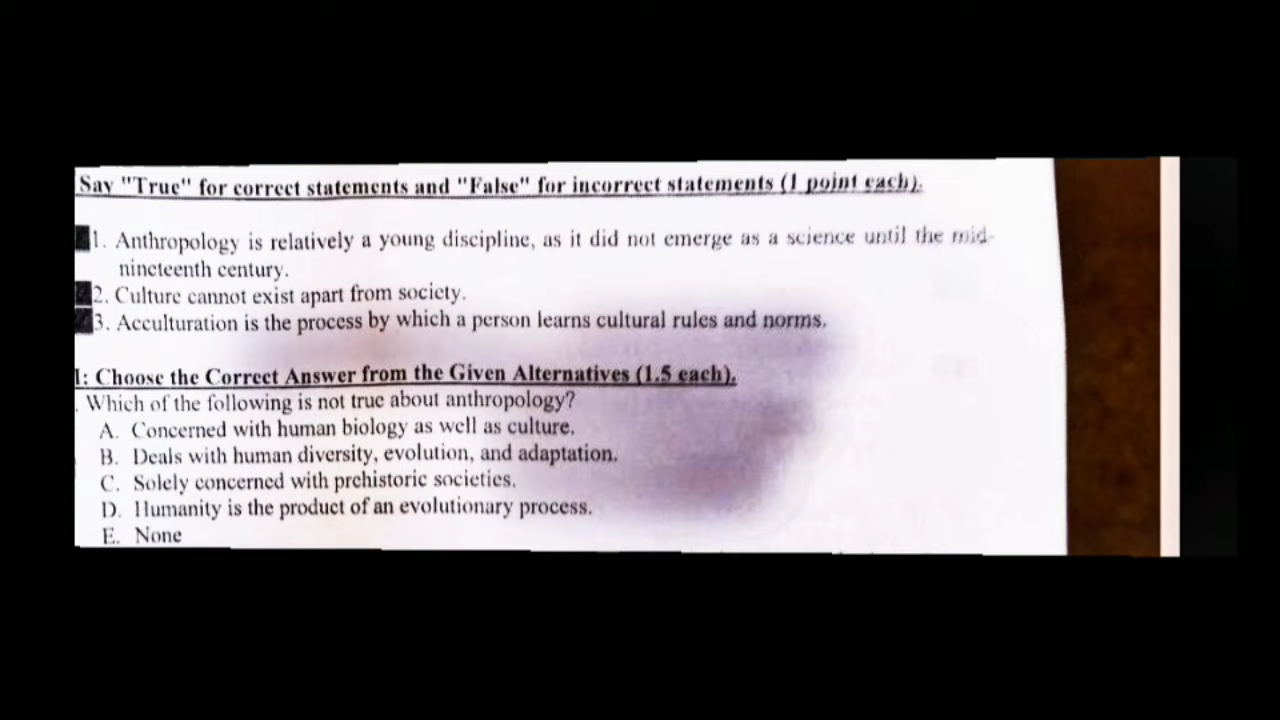 Say "True" for correct statements and "False" for incorrect statements (1 point each).
1. Anthropology is relatively a young discipline, as it did not emerge as a science until the mid-
nineteenth century.
2. Culture cannot exist apart from society.
3. Acculturation is the process by which a person learns cultural rules and norms.
I: Choose the Correct Answer from the Given Alternatives (1.5 each).
. Which of the following is not true about anthropology?
A. Concerned with human biology as well as culture.
B. Deals with human diversity, evolution, and adaptation.
C. Solely concerned with prehistoric societies.
D. Humanity is the product of an evolutionary process.
E. None